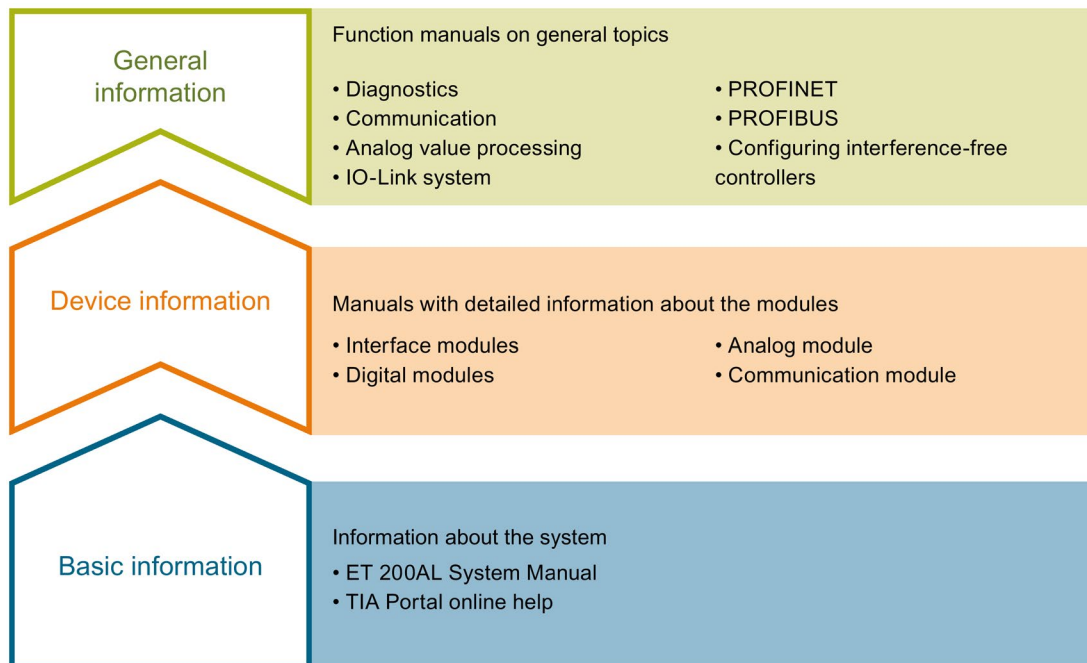 General
information
Function manuals on general topics
• Diagnostics
• Communication
• Analog value processing
• IO-Link system
• PROFINET
• PROFIBUS
• Configuring interference-free
controllers
Device information
Manuals with detailed information about the modules
• Interface modules
• Digital modules
• Analog module
• Communication module
Basic information
Information about the system
• ET 200AL System Manual
• TIA Portal online help